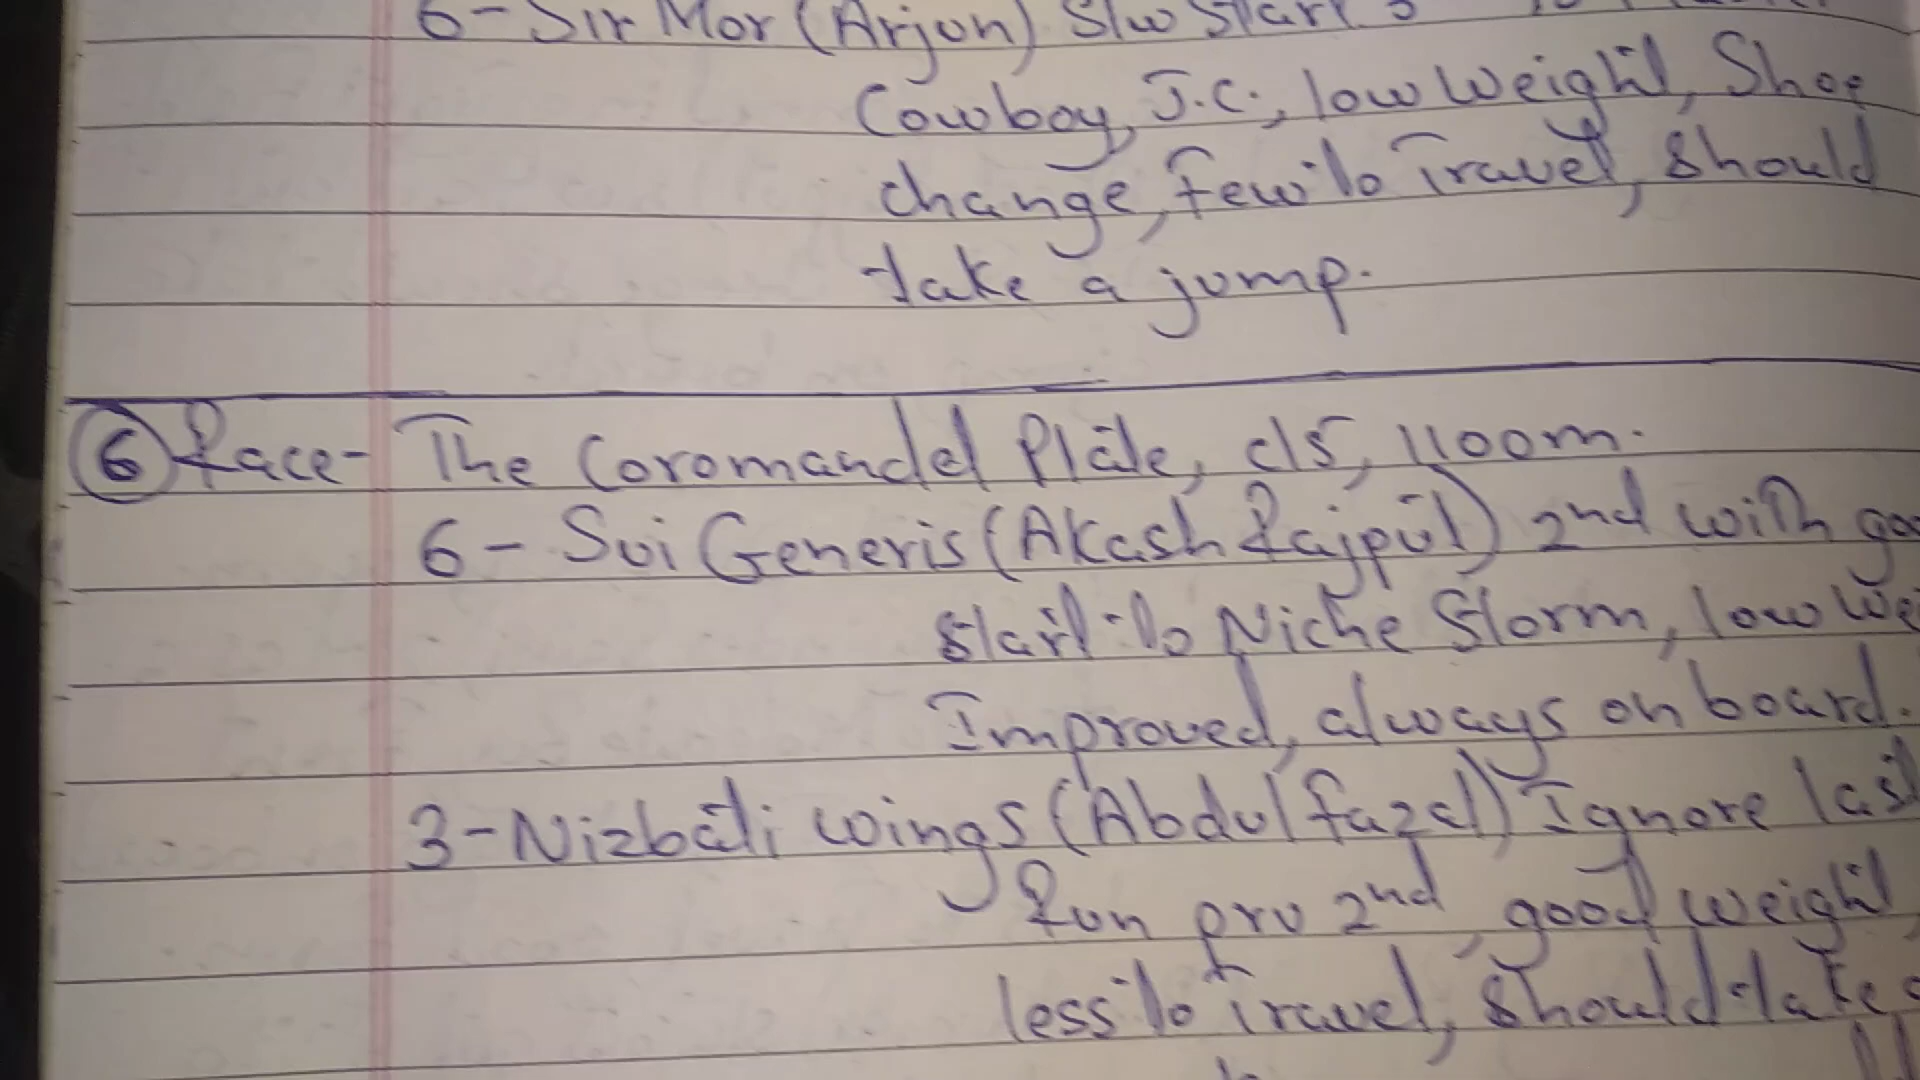 6- Sir Mor (Arjun) Slw Start
Cowboy, J.C., low weight, Shoe
change, Few to Travel, should
take a jump.
6 Race- The Coromandel Plate, cl5, 1100m.
6 - Sui Generis (Akash Rajput) 2nd with
start to Niche Storm, low
Improved, always on board.
3-Nizbati wings (Abdul fazal) Ignore last
Run prv 2nd, good weight,
less to Travel, should take